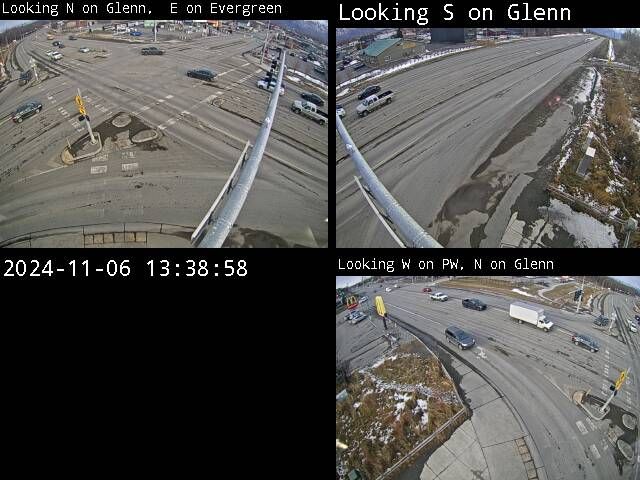 Looking N on Glenn,  E on Evergreen
Looking S on Glenn
2024-11-06 13:38:58
Looking W on PW, N on Glenn